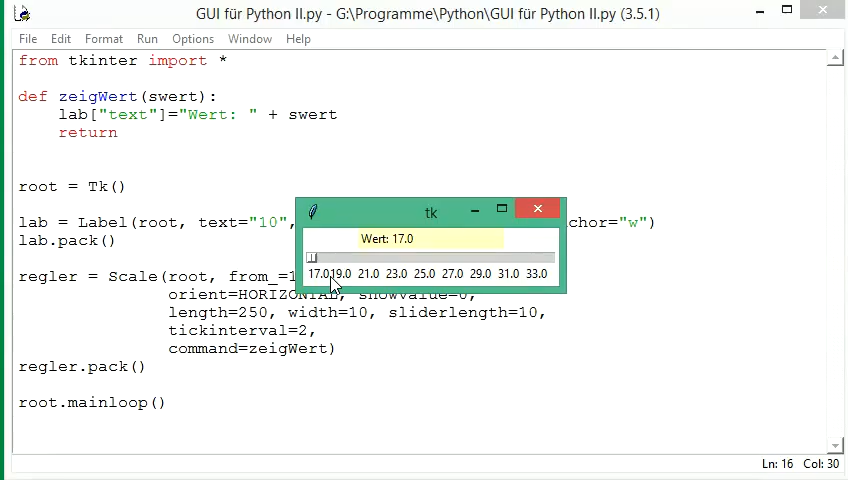 GUI für Python II.py - G:\Programme\Python\GUI für Python II.py (3.5.1)
File Edit Format Run Options Window Help
from tkinter import *
def zeigWert(swert):
lab["text"]="Wert: " + swert
return
root = Tk()
tk
lab = Label(root, text="10", chor="w")
lab.pack()
Wert: 17.0
regler = Scale(root, from_=1
17.0 19.0 21.0 23.0 25.0 27.0 29.0 31.0 33.0
orient=HORIZONTAL, showvalue=0,
length=250, width=10, sliderlength=10,
tickinterval=2,
command=zeigWert)
regler.pack()
root.mainloop()
Ln: 16 Col: 30